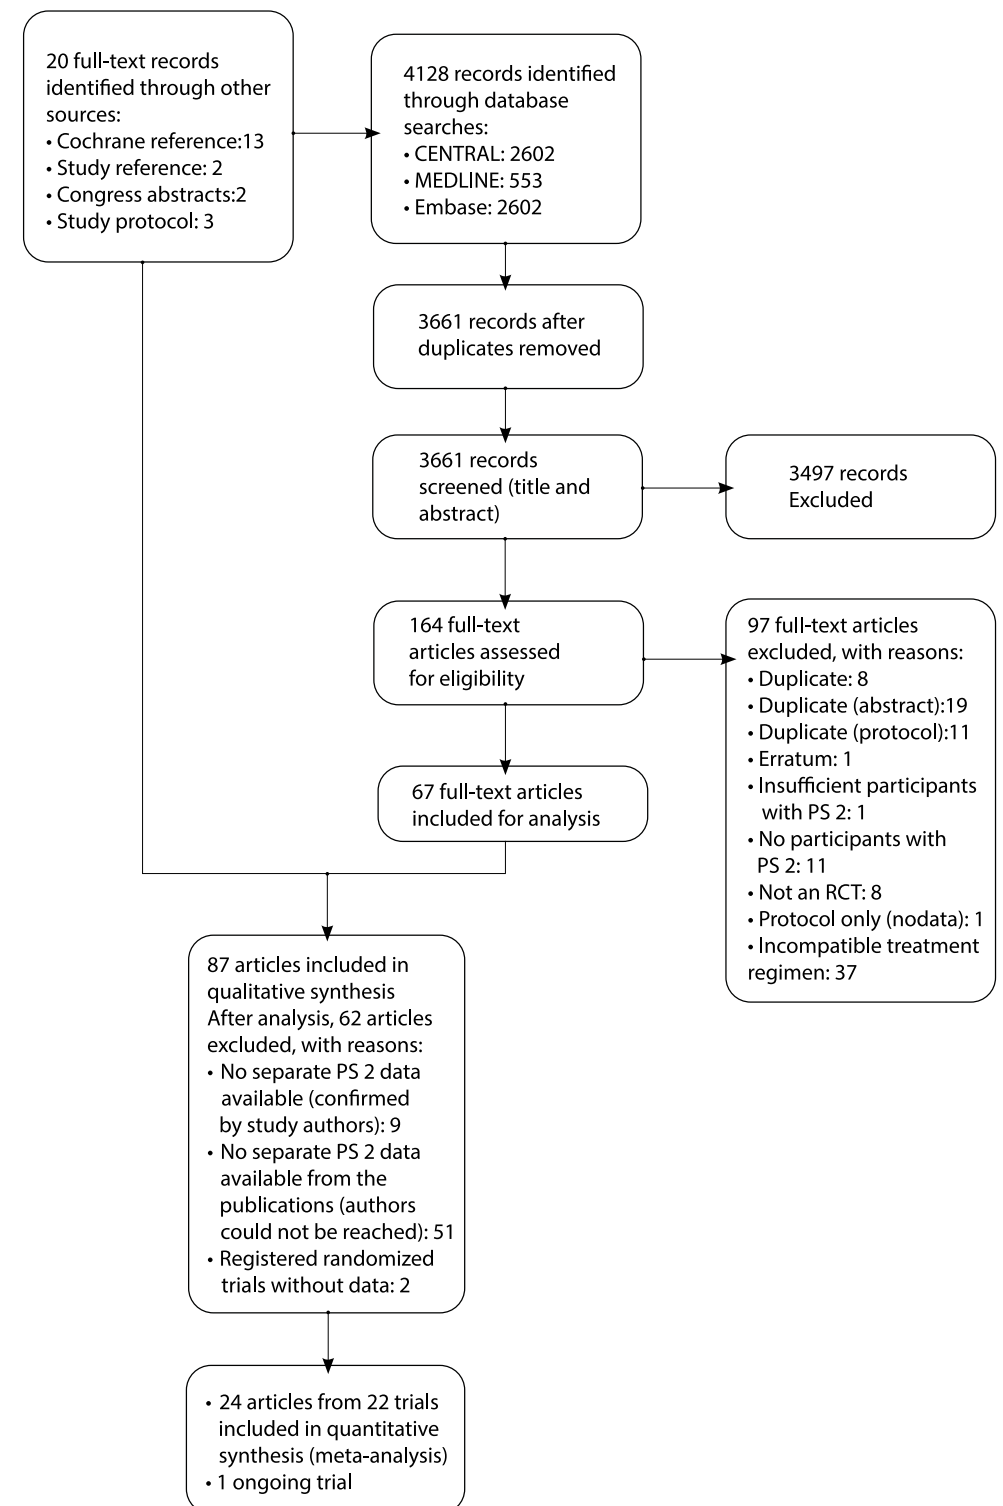 20 full-text records
identified through other
sources:
• Cochrane reference:13
• Study reference: 2
• Congress abstracts:2
• Study protocol: 3
4128 records identified
through database
searches:
• CENTRAL: 2602
• MEDLINE: 553
• Embase: 2602
3661 records after
duplicates removed
3661 records
screened (title and
abstract)
3497 records
Excluded
164 full-text
articles assessed
for eligibility
97 full-text articles
excluded, with reasons:
• Duplicate: 8
• Duplicate (abstract):19
• Duplicate (protocol):11
• Erratum: 1
• Insufficient participants
with PS 2: 1
• No participants with
PS 2: 11
• Not an RCT: 8
• Protocol only (nodata): 1
• Incompatible treatment
regimen: 37
67 full-text articles
included for analysis
87 articles included in
qualitative synthesis
After analysis, 62 articles
excluded, with reasons:
• No separate PS 2 data
available (confirmed
by study authors): 9
• No separate PS 2 data
available from the
publications (authors
could not be reached): 51
• Registered randomized
trials without data: 2
• 24 articles from 22 trials
included in quantitative
synthesis (meta-analysis)
• 1 ongoing trial